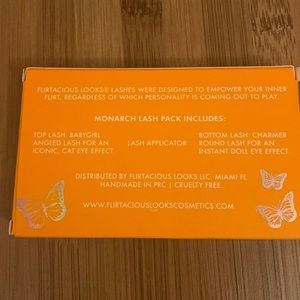 FLIRTACIOUS LOOKS® LASHES WERE DESIGNED TO EMPOWER YOUR INNER
FLIRT, REGARDLESS OF WHICH PERSONALITY IS COMING OUT TO PLAY.
MONARCH LASH PACK INCLUDES:
TOP LASH: BABYGIRL
ANGLED LASH FOR AN
ICONIC, CAT EYE EFFECT
LASH APPLICATOR
BOTTOM LASH: CHARMER
ROUND LASH FOR AN
INSTANT DOLL EYE EFFECT
DISTRIBUTED BY FLIRTACIOUS LOOKS LLC. MIAMI FL
HANDMADE IN PRC | CRUELTY FREE
WWW.FLIRTACIOUSLOOKSCOSMETICS.COM